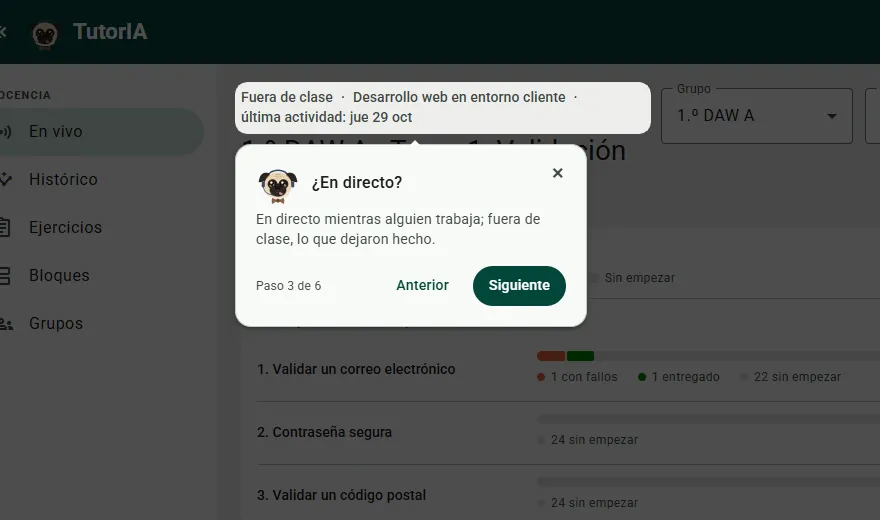 TutorIA
OCENCIA
En vivo
Histórico
Ejercicios
Bloques
Grupos
Fuera de clase · Desarrollo web en entorno cliente ·
última actividad: jue 29 oct
Grupo
1.º DAW A
¿En directo?
En directo mientras alguien trabaja; fuera de
clase, lo que dejaron hecho.
Paso 3 de 6
Anterior
Siguiente
Sin empezar
1. Validar un correo electrónico
1 con fallos
1 entregado
22 sin empezar
2. Contraseña segura
24 sin empezar
3. Validar un código postal
24 sin empezar